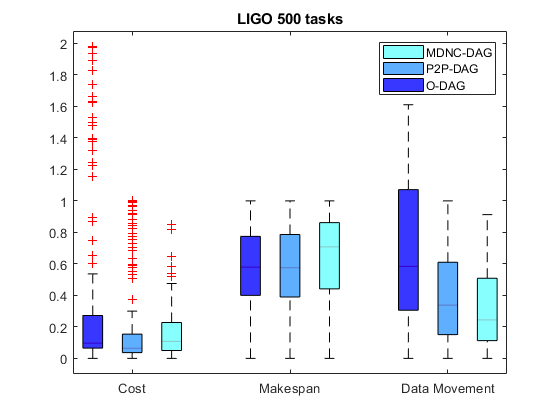 LIGO 500 tasks
MDNC-DAG
P2P-DAG
O-DAG
2
1.8
1.6
1.4
1.2
1
0.8
0.6
0.4
0.2
0
Cost Makespan Data Movement